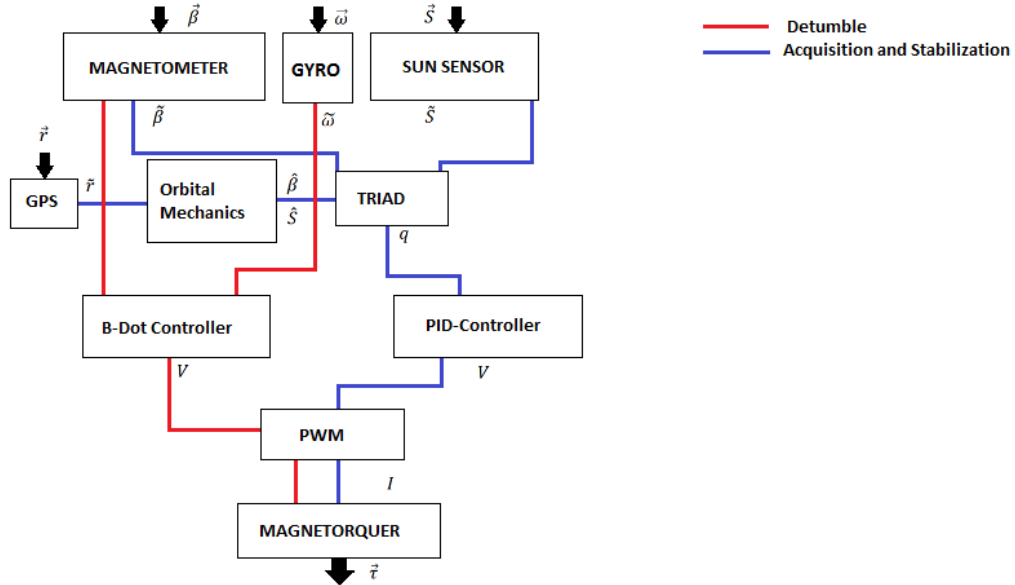 β⃗
ω⃗
S⃗
Detumble
Acquisition and Stabilization
MAGNETOMETER
GYRO
SUN SENSOR
β̃
ω̃
S̃
r⃗
GPS
r̃
Orbital
Mechanics
β̂
Ŝ
TRIAD
q
B-Dot Controller
PID-Controller
V
V
PWM
I
MAGNETORQUER
τ⃗